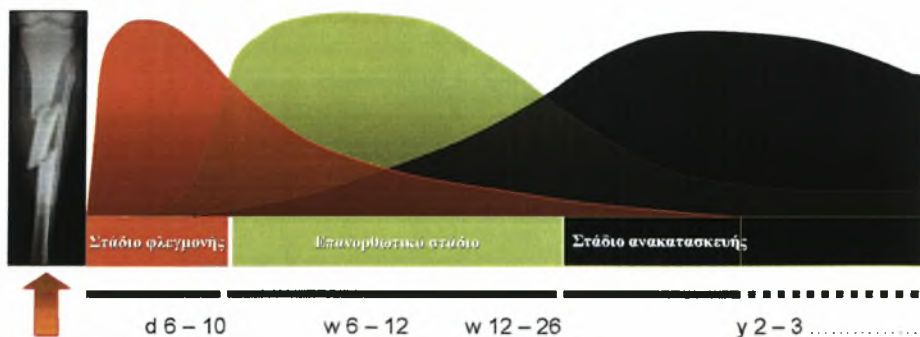 Στάδιο φλεγμονής Επανορθωτικό στάδιο Στάδιο ανακατασκευής
d 6 – 10 w 6 – 12 w 12 – 26 y 2 – 3 ..............